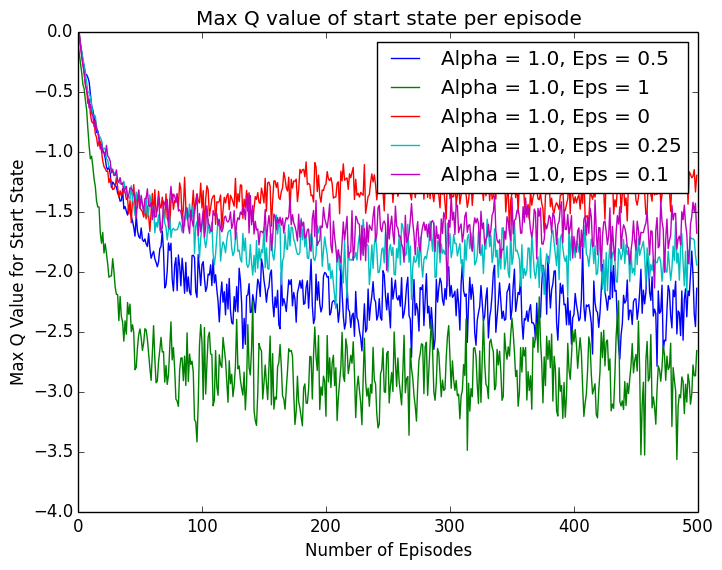 Max Q value of start state per episode
Max Q Value for Start State
0.0
−0.5
−1.0
−1.5
−2.0
−2.5
−3.0
−3.5
−4.0
Alpha = 1.0, Eps = 0.5
Alpha = 1.0, Eps = 1
Alpha = 1.0, Eps = 0
Alpha = 1.0, Eps = 0.25
Alpha = 1.0, Eps = 0.1
0 100 200 300 400 500
Number of Episodes